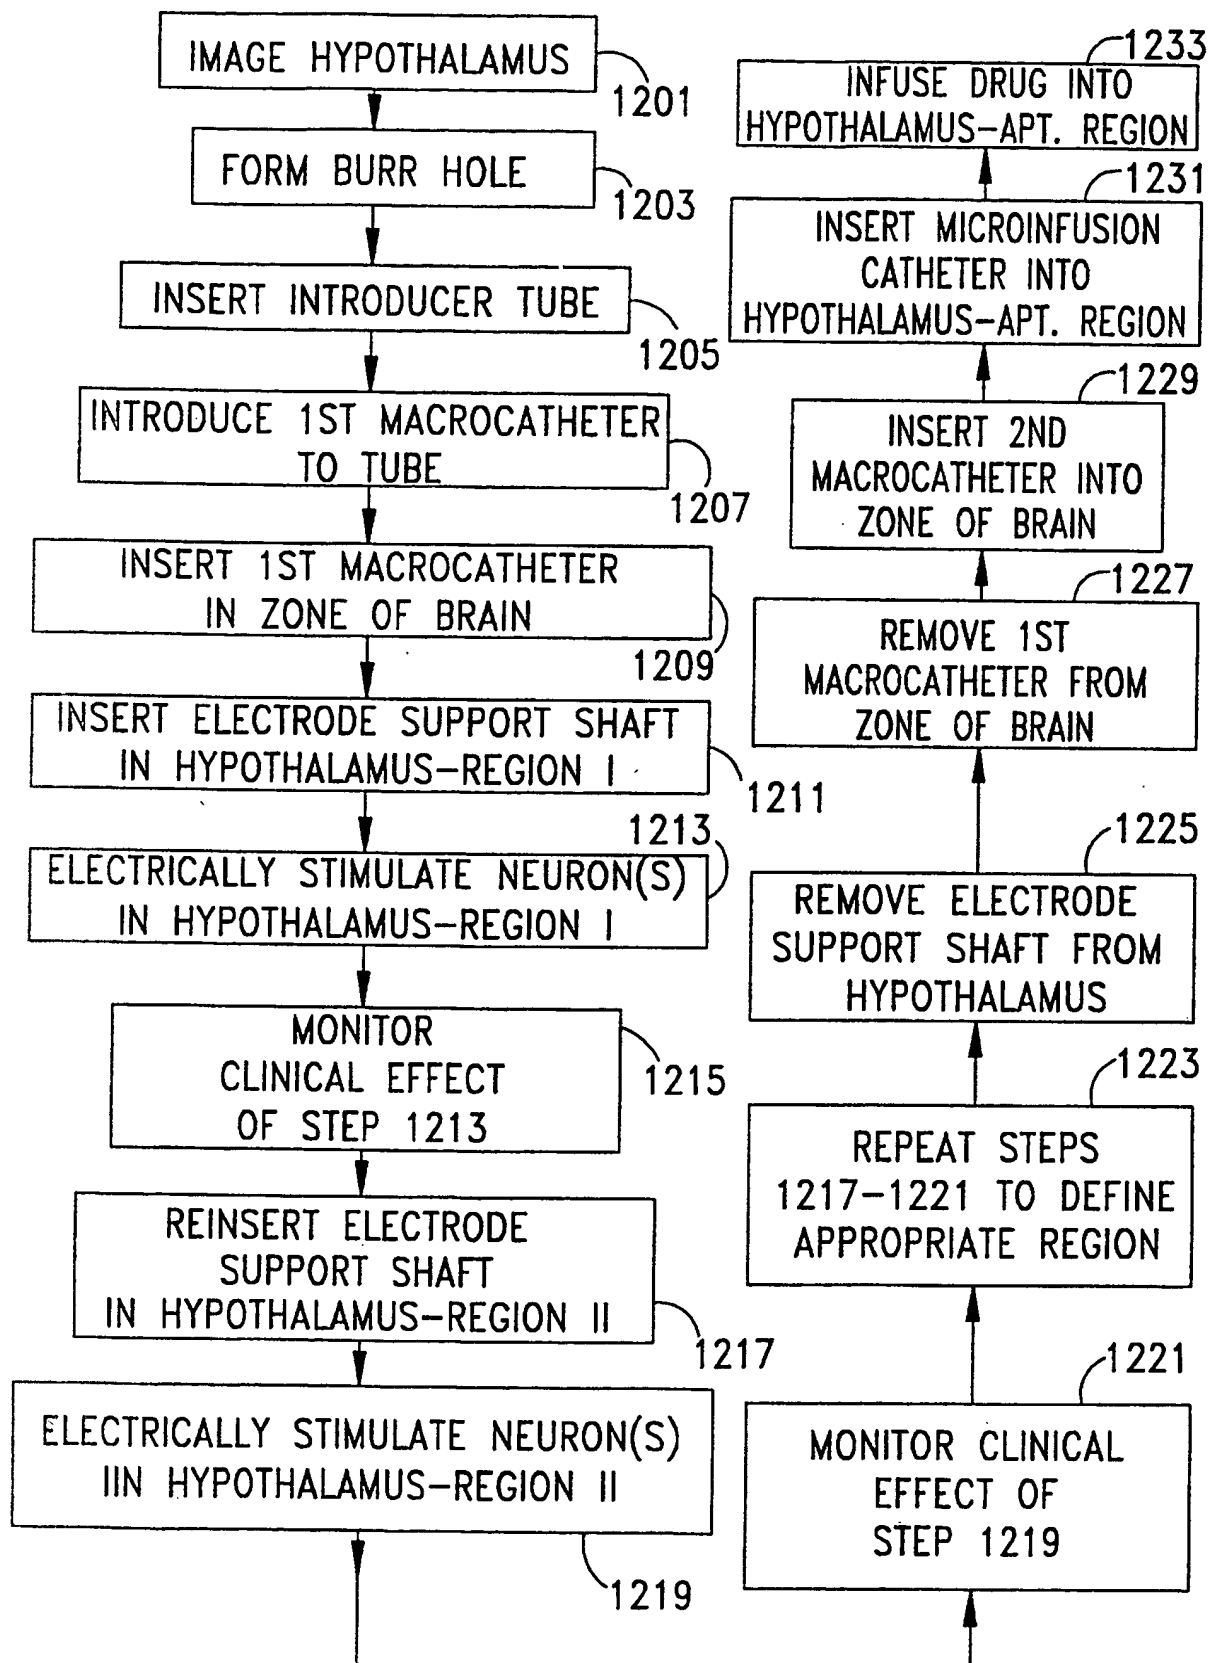 IMAGE HYPOTHALAMUS
1201
FORM BURR HOLE
1203
INSERT INTRODUCER TUBE
1205
INTRODUCE 1ST MACROCATHETER
TO TUBE
1207
INSERT 1ST MACROCATHETER
IN ZONE OF BRAIN
1209
INSERT ELECTRODE SUPPORT SHAFT
IN HYPOTHALAMUS-REGION I
1211
1213
ELECTRICALLY STIMULATE NEURON(S)
IN HYPOTHALAMUS-REGION I
MONITOR
CLINICAL EFFECT
OF STEP 1213
1215
REINSERT ELECTRODE
SUPPORT SHAFT
IN HYPOTHALAMUS-REGION II
1217
ELECTRICALLY STIMULATE NEURON(S)
IIN HYPOTHALAMUS-REGION II
1219
1221
MONITOR CLINICAL
EFFECT OF
STEP 1219
1223
REPEAT STEPS
1217-1221 TO DEFINE
APPROPRIATE REGION
1225
REMOVE ELECTRODE
SUPPORT SHAFT FROM
HYPOTHALAMUS
1227
REMOVE 1ST
MACROCATHETER FROM
ZONE OF BRAIN
1229
INSERT 2ND
MACROCATHETER INTO
ZONE OF BRAIN
1231
INSERT MICROINFUSION
CATHETER INTO
HYPOTHALAMUS-APT. REGION
1233
INFUSE DRUG INTO
HYPOTHALAMUS-APT. REGION